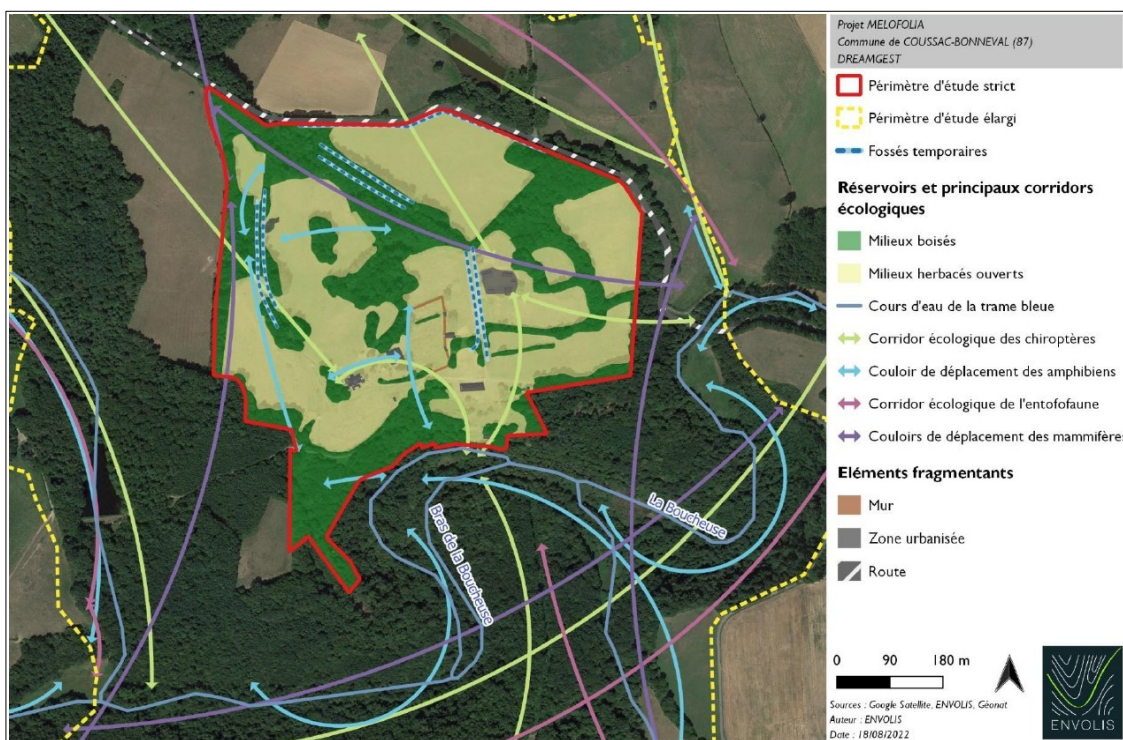 Projet MELOFOLIA
Commune de COUSSAC-BONNEVAL (87)
DREAMGEST
Périmètre d'étude strict
Périmètre d'étude élargi
Fossés temporaires
Réservoirs et principaux corridors
écologiques
Milieux boisés
Milieux herbacés ouverts
Cours d'eau de la trame bleue
Corridor écologique des chiroptères
Couloir de déplacement des amphibiens
Corridor écologique de l'entofofaune
Couloirs de déplacement des mammifères
Eléments fragmentants
Mur
Zone urbanisée
Route
0 90 180 m
Sources : Google Satellite, ENVOLIS, Géonat
Auteur : ENVOLIS
Date : 18/08/2022
ENVOLIS
La Boucheuse
Bras de la Boucheuse